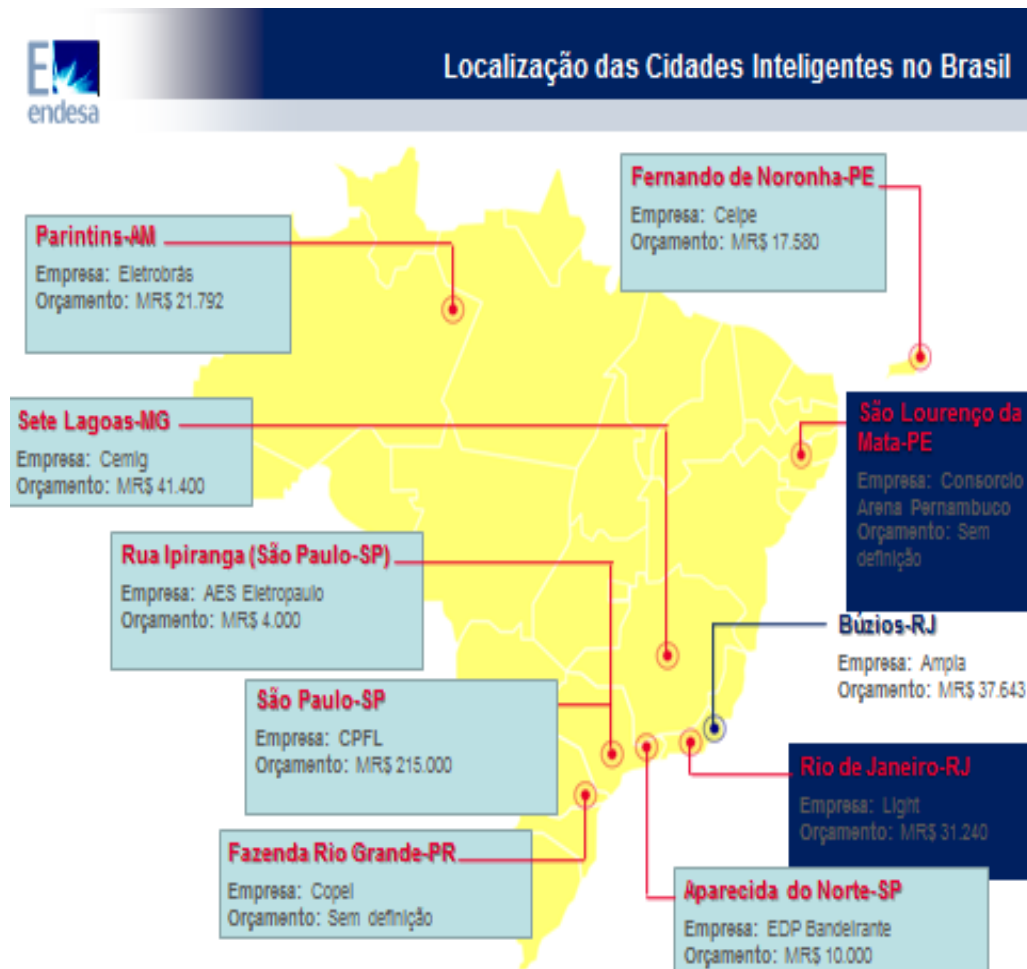 endesa
Localização das Cidades Inteligentes no Brasil
Fernando de Noronha-PE
Empresa: Celpe
Orçamento: MR$ 17.580
Parintins-AM
Empresa: Eletrobrás
Orçamento: MR$ 21.792
Sete Lagoas-MG
Empresa: Cemig
Orçamento: MR$ 41.400
São Lourenço da
Mata-PE
Empresa: Consorcio
Arena Pernambuco
Orçamento: Sem
definição
Rua Ipiranga (São Paulo-SP)
Empresa: AES Eletropaulo
Orçamento: MR$ 4.000
Búzios-RJ
Empresa: Ampla
Orçamento: MR$ 37.643
São Paulo-SP
Empresa: CPFL
Orçamento: MR$ 215.000
Rio de Janeiro-RJ
Empresa: Light
Orçamento: MR$ 31.240
Fazenda Rio Grande-PR
Empresa: Copel
Orçamento: Sem definição
Aparecida do Norte-SP
Empresa: EDP Bandeirante
Orçamento: MR$ 10.000